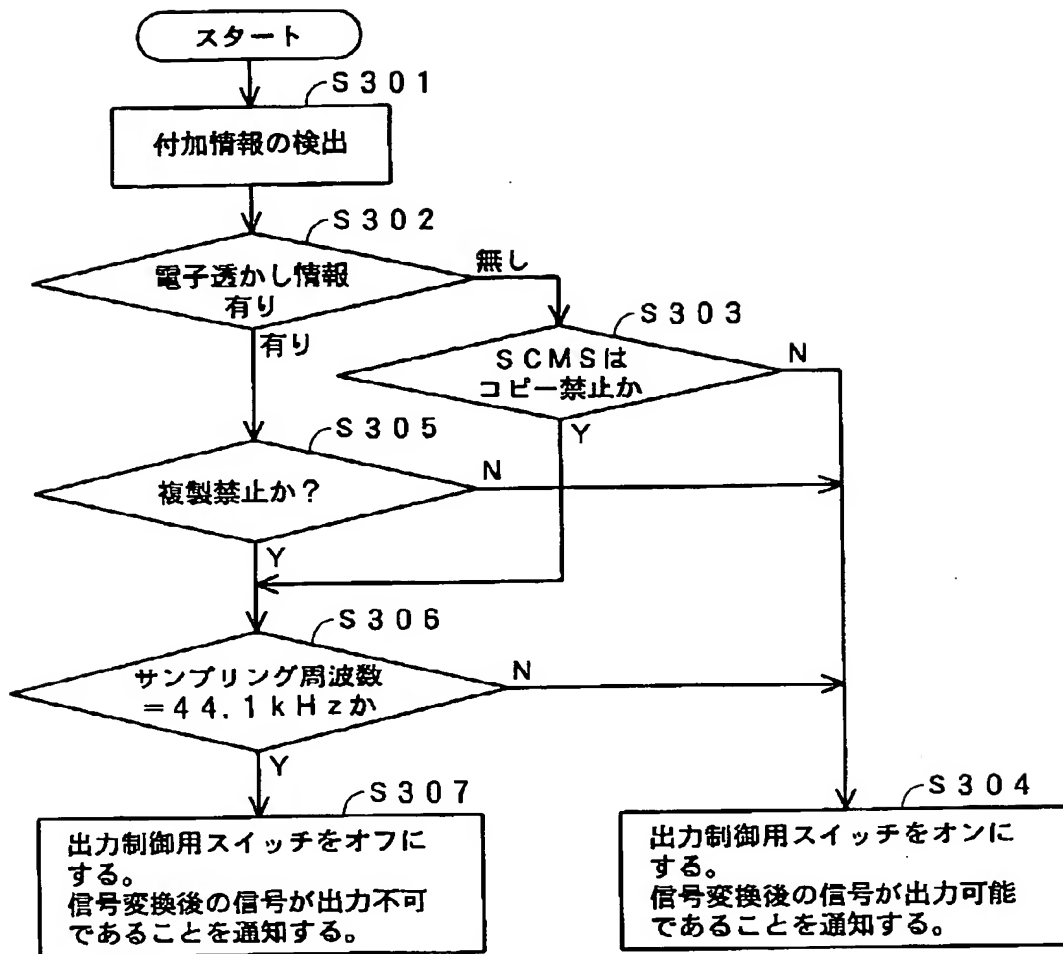 スタート
S301
付加情報の検出
S302
電子透かし情報
有り
無し
有り
S303
SCMSは
コピー禁止か
N
Y
S305
複製禁止か?
N
Y
S306
サンプリング周波数
=44.1kHzか
N
Y
S307
出力制御用スイッチをオフに
する。
信号変換後の信号が出力不可
であることを通知する。
S304
出力制御用スイッチをオンに
する。
信号変換後の信号が出力可能
であることを通知する。